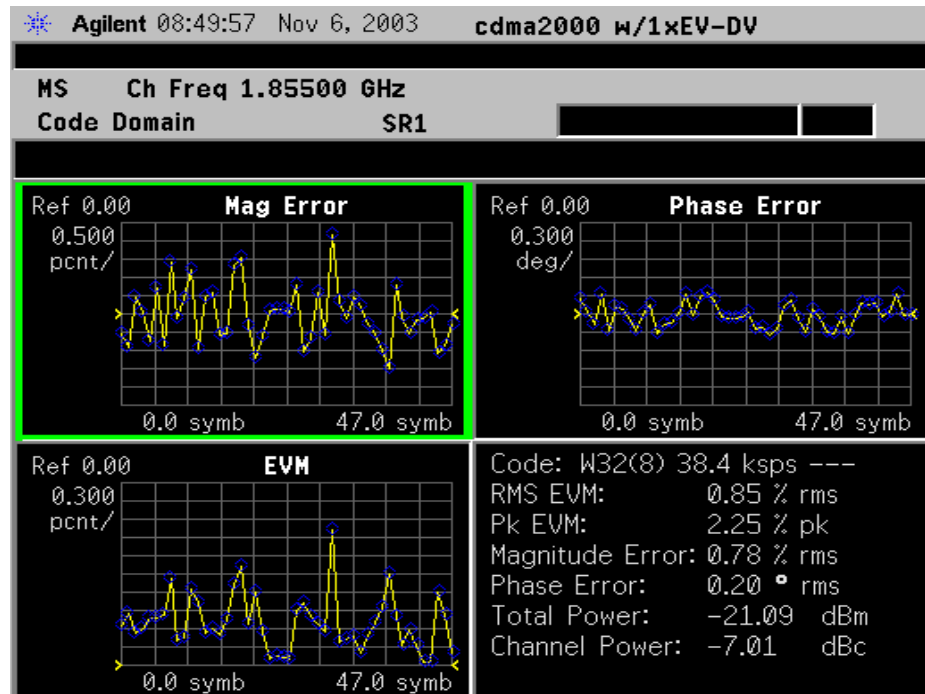 Agilent 08:49:57 Nov 6, 2003 cdma2000 w/1xEV-DV
MS Ch Freq 1.85500 GHz
Code Domain SR1
Ref 0.00 Mag Error
0.500
pcnt/
0.0 symb 47.0 symb
Ref 0.00 Phase Error
0.300
deg/
0.0 symb 47.0 symb
Ref 0.00 EVM
0.300
pcnt/
0.0 symb 47.0 symb
Code: W32(8) 38.4 ksps ---
RMS EVM: 0.85 % rms
Pk EVM: 2.25 % pk
Magnitude Error: 0.78 % rms
Phase Error: 0.20 ° rms
Total Power: -21.09 dBm
Channel Power: -7.01 dBc